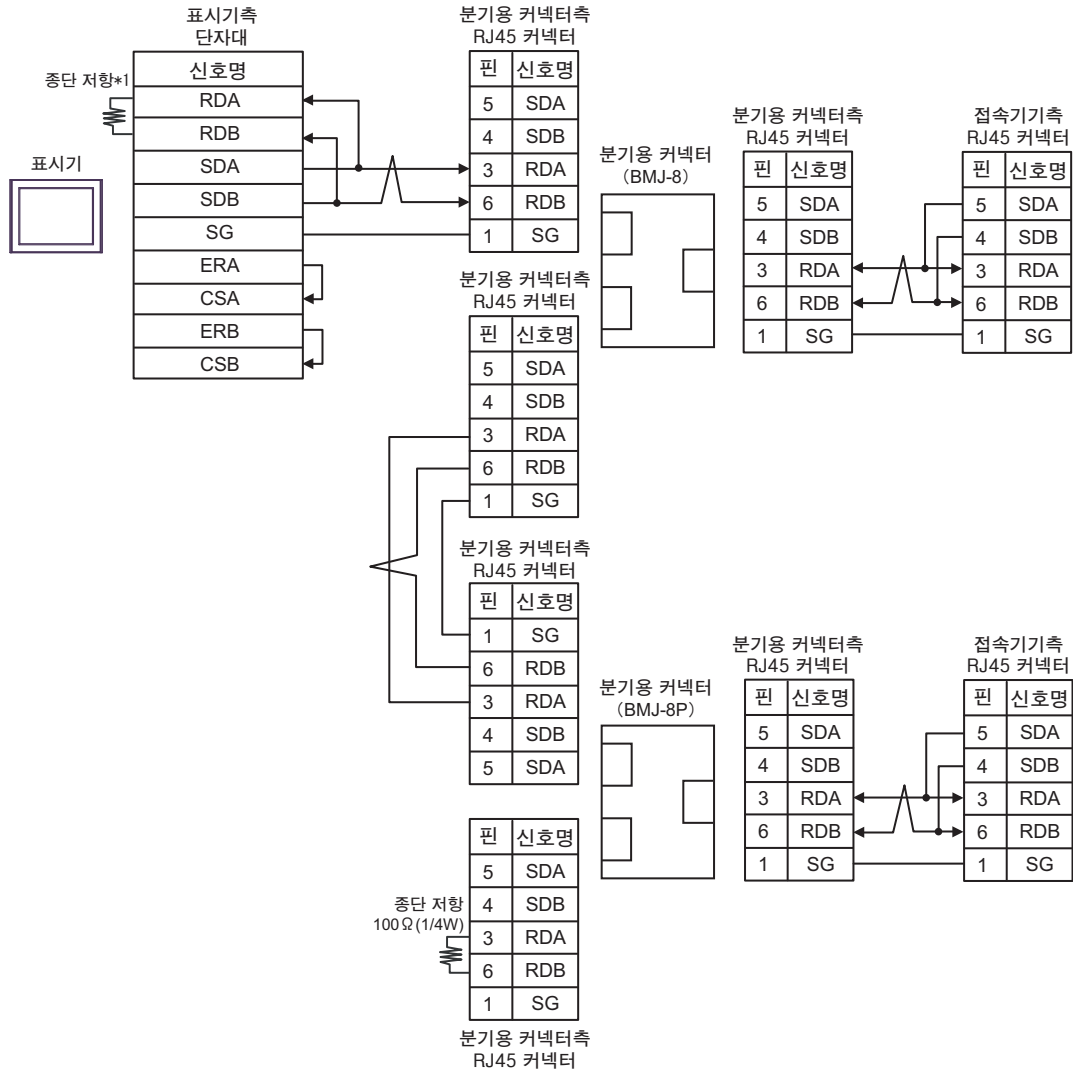 표시기측
단자대
신호명
종단 저항*1
RDA
RDB
SDA
SDB
SG
ERA
CSA
ERB
CSB
표시기
분기용 커넥터측
RJ45 커넥터
핀 신호명
5 SDA
4 SDB
3 RDA
6 RDB
1 SG
분기용 커넥터
(BMJ-8)
분기용 커넥터측
RJ45 커넥터
핀 신호명
5 SDA
4 SDB
3 RDA
6 RDB
1 SG
접속기기측
RJ45 커넥터
핀 신호명
5 SDA
4 SDB
3 RDA
6 RDB
1 SG
분기용 커넥터측
RJ45 커넥터
핀 신호명
5 SDA
4 SDB
3 RDA
6 RDB
1 SG
분기용 커넥터측
RJ45 커넥터
핀 신호명
1 SG
6 RDB
3 RDA
4 SDB
5 SDA
분기용 커넥터
(BMJ-8P)
분기용 커넥터측
RJ45 커넥터
핀 신호명
5 SDA
4 SDB
3 RDA
6 RDB
1 SG
접속기기측
RJ45 커넥터
핀 신호명
5 SDA
4 SDB
3 RDA
6 RDB
1 SG
핀 신호명
5 SDA
4 SDB
3 RDA
6 RDB
1 SG
종단 저항
100Ω(1/4W)
분기용 커넥터측
RJ45 커넥터